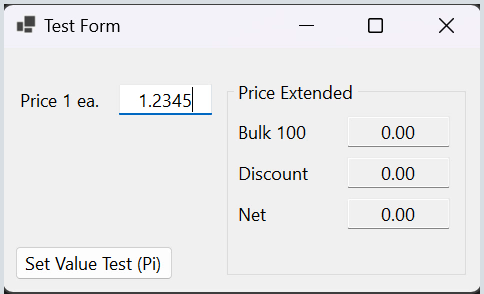 Test Form
Price 1 ea.
1.2345
Price Extended
Bulk 100
0.00
Discount
0.00
Net
0.00
Set Value Test (Pi)